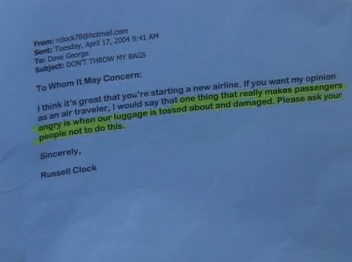 From: rclock78@hotmail.com
Sent: Tuesday, April 17, 2004 9:41 AM
To: Dave George
Subject: DON'T THROW MY BAGS
To Whom It May Concern:
I think it's great that you're starting a new airline. If you want my opinion
as an air traveler, I would say that one thing that really makes passengers
angry is when our luggage is tossed about and damaged. Please ask your
people not to do this.
Sincerely,
Russell Clock